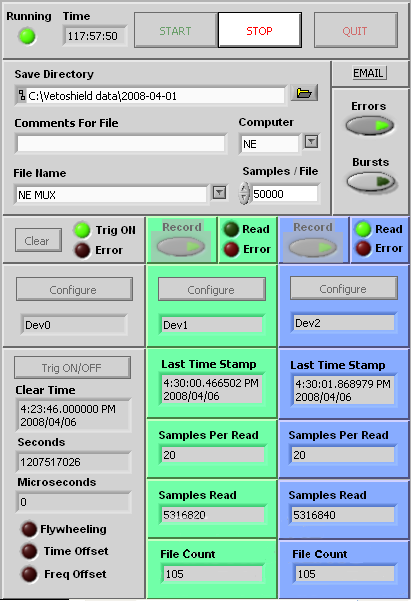 Running
Time
117:57:50
START
STOP
QUIT
Save Directory
C:\Vetoshield data\2008-04-01
EMAIL
Comments For File
Computer
NE
Errors
File Name
NE MUX
Samples / File
50000
Bursts
Clear
Trig ON
Error
Record
Read
Error
Record
Read
Error
Configure
Dev0
Configure
Dev1
Configure
Dev2
Trig ON/OFF
Clear Time
4:23:46.000000 PM
2008/04/06
Seconds
1207517026
Microseconds
0
Flywheeling
Time Offset
Freq Offset
Last Time Stamp
4:30:00.466502 PM
2008/04/06
Samples Per Read
20
Samples Read
5316820
File Count
105
Last Time Stamp
4:30:01.868979 PM
2008/04/06
Samples Per Read
20
Samples Read
5316840
File Count
105